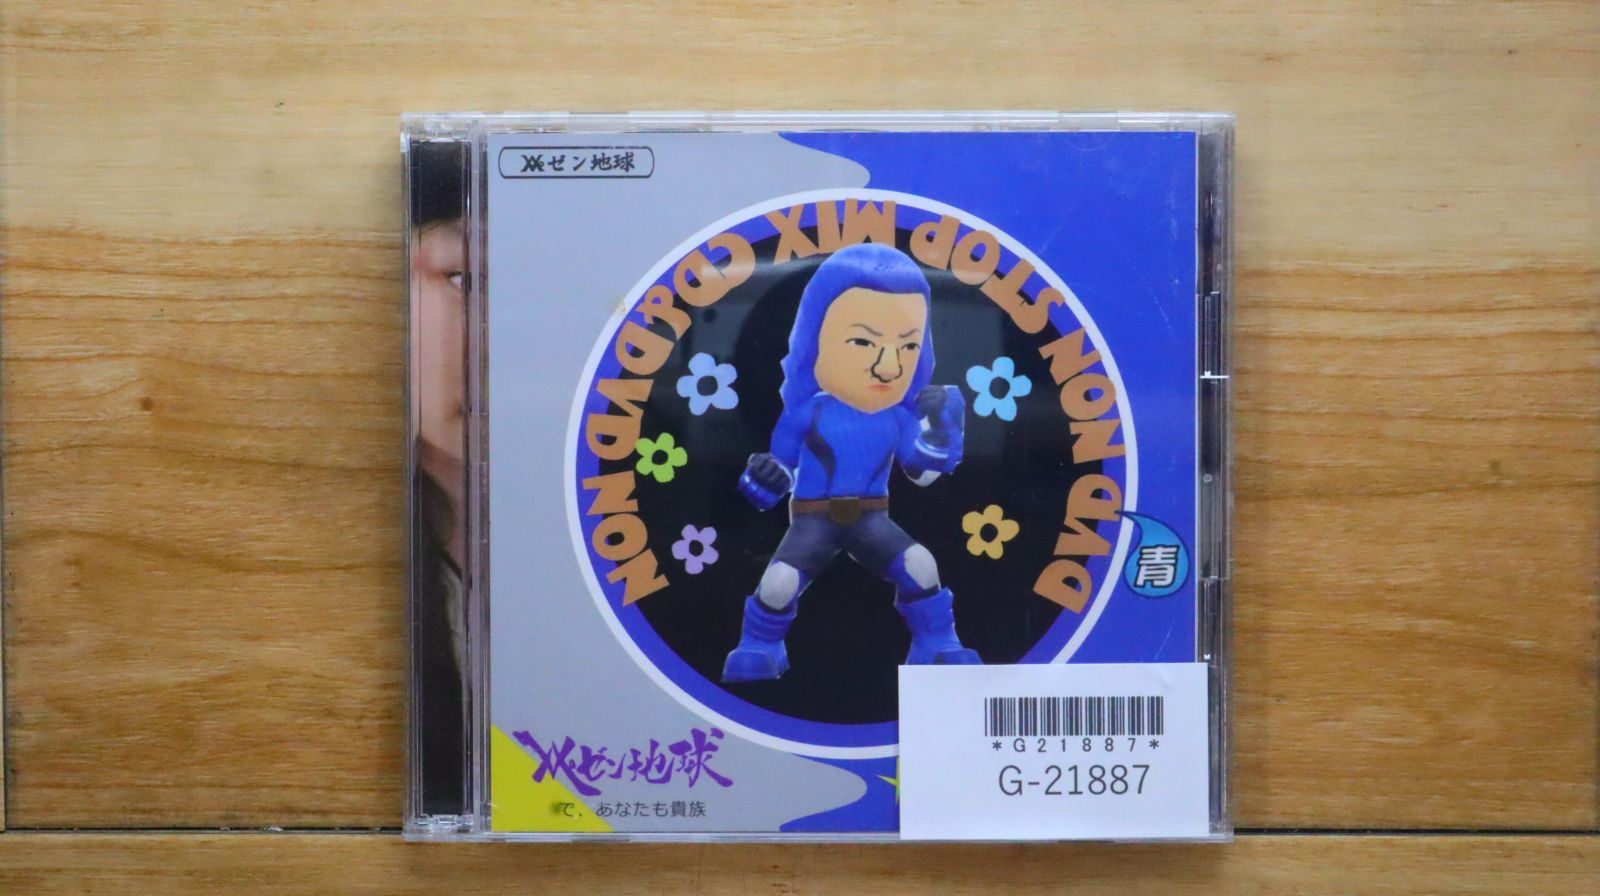 ゼン地球
NON DVD CD& MIX STOP NON DVD
青
ゼン地球
で、あなたも貴族
*G21887*
G-21887